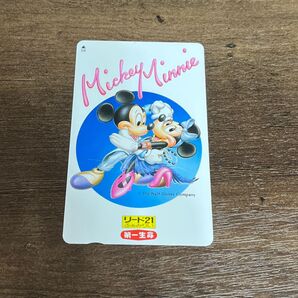 Mickey Minnie
© The Walt Disney Company
リード21
第一生命